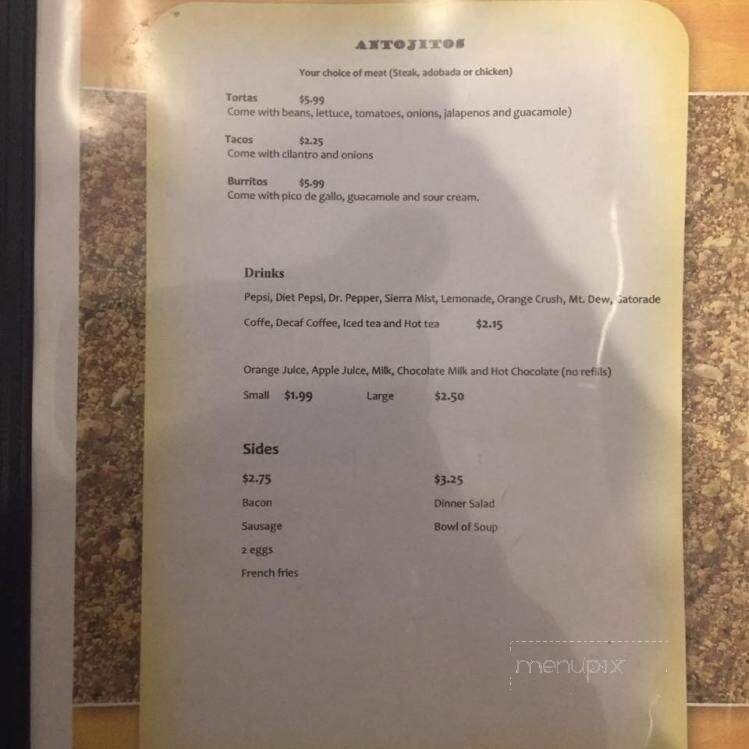 ANTOJITOS
Your choice of meat (Steak, adobada or chicken)
Tortas $5.99
Come with beans, lettuce, tomatoes, onions, jalapenos and guacamole)
Tacos $2.25
Come with cilantro and onions
Burritos $5.99
Come with pico de gallo, guacamole and sour cream.
Drinks
Pepsi, Diet Pepsi, Dr. Pepper, Sierra Mist, Lemonade, Orange Crush, Mt. Dew, Gatorade
Coffe, Decaf Coffee, Iced tea and Hot tea $2.15
Orange Juice, Apple Juice, Milk, Chocolate Milk and Hot Chocolate (no refills)
Small $1.99 Large $2.50
Sides
$2.75 $3.25
Bacon Dinner Salad
Sausage Bowl of Soup
2 eggs
French fries
menupix